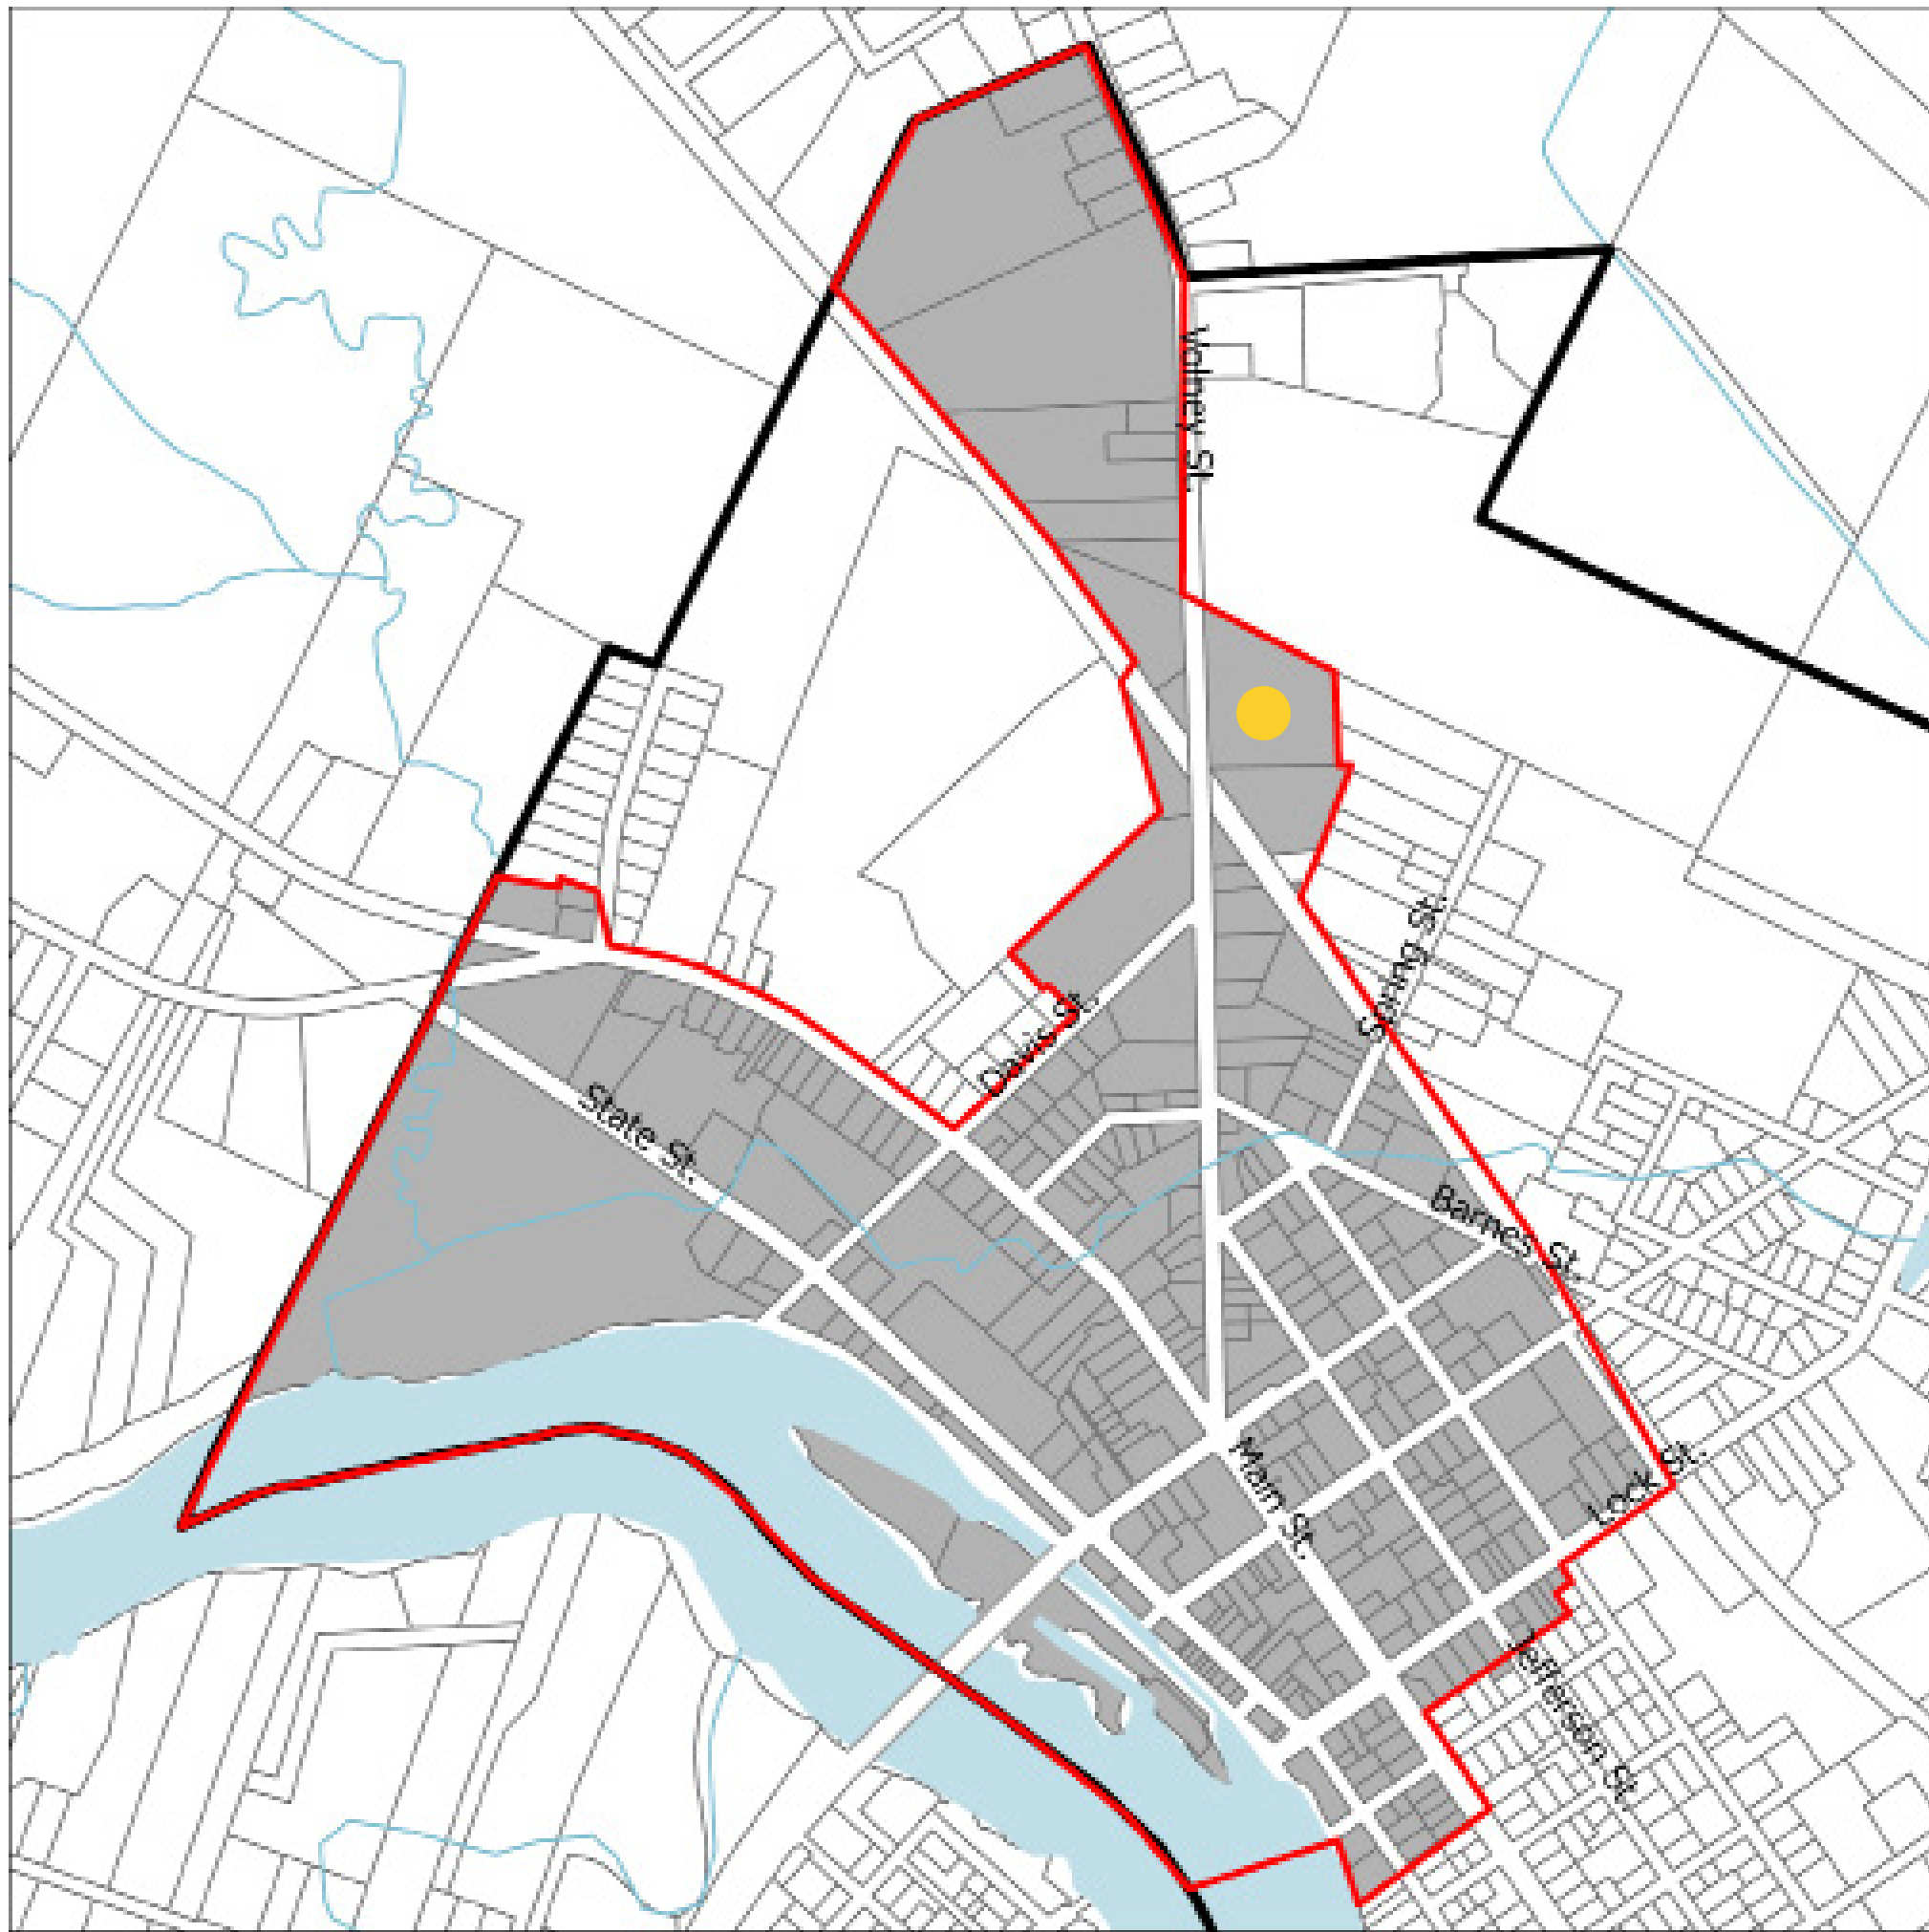 Volney St.
Spring St.
Davis St.
State St.
Barnes St.
Main St.
Lock St.
Jefferson St.